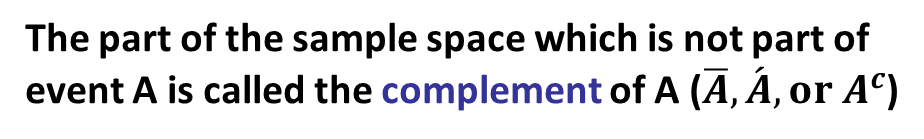 The part of the sample space which is not part of
event A is called the complement of A (A̅, Á, or Aᶜ)